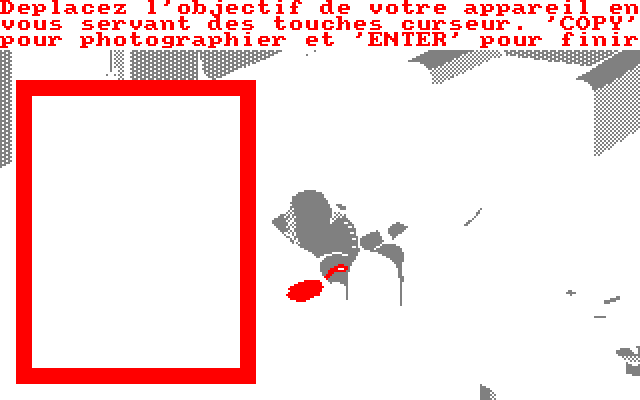 Deplacez l'objectif de votre appareil en
vous servant des touches curseur. 'COPY'
pour photographier et 'ENTER' pour finir